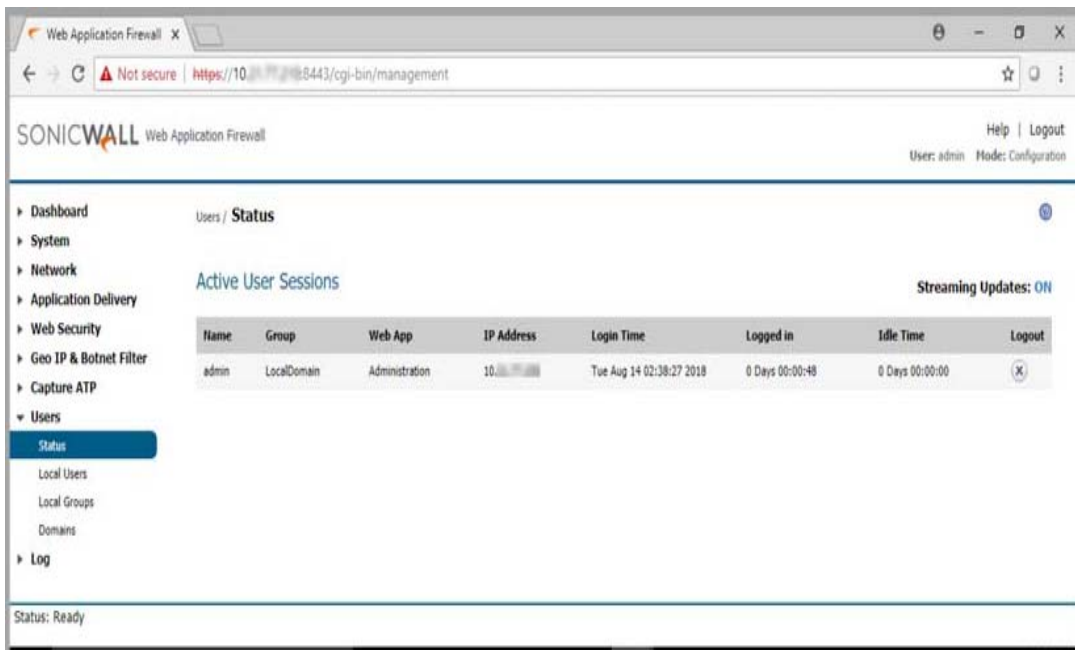 Web Application Firewall
Not secure https://10. 8443/cgi-bin/management
SONICWALL Web Application Firewall
Help | Logout
User: admin Mode: Configuration
Dashboard
System
Network
Application Delivery
Web Security
Geo IP & Botnet Filter
Capture ATP
Users
Status
Local Users
Local Groups
Domains
Log
Users / Status
Active User Sessions
Streaming Updates: ON
Name Group Web App IP Address Login Time Logged in Idle Time Logout
admin LocalDomain Administration 10. Tue Aug 14 02:38:27 2018 0 Days 00:00:48 0 Days 00:00:00
Status: Ready